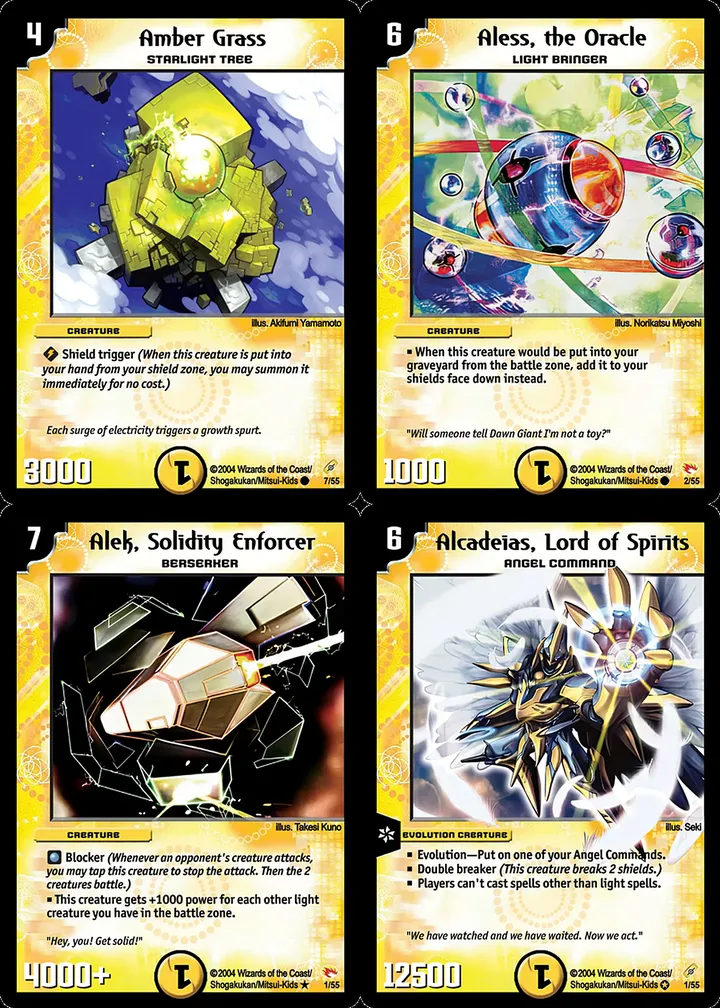 4
Amber Grass
STARLIGHT TREE
illus. Akifumi Yamamoto
CREATURE
Shield trigger (When this creature is put into
your hand from your shield zone, you may summon it
immediately for no cost.)
Each surge of electricity triggers a growth spurt.
3000
1
©2004 Wizards of the Coast/
Shogakukan/Mitsui-Kids
7/55
6
Aless, the Oracle
LIGHT BRINGER
illus. Norikatsu Miyoshi
CREATURE
▪ When this creature would be put into your
graveyard from the battle zone, add it to your
shields face down instead.
"Will someone tell Dawn Giant I'm not a toy?"
1000
1
©2004 Wizards of the Coast/
Shogakukan/Mitsui-Kids
2/55
7
Alek, Solidity Enforcer
BERSERKER
illus. Takesi Kuno
CREATURE
Blocker (Whenever an opponent's creature attacks,
you may tap this creature to stop the attack. Then the 2
creatures battle.)
▪ This creature gets +1000 power for each other light
creature you have in the battle zone.
"Hey, you! Get solid!"
4000+
1
©2004 Wizards of the Coast/
Shogakukan/Mitsui-Kids ★
1/55
6
Alcadeias, Lord of Spirits
ANGEL COMMAND
illus. Seki
EVOLUTION CREATURE
▪ Evolution—Put on one of your Angel Commands.
▪ Double breaker (This creature breaks 2 shields.)
▪ Players can't cast spells other than light spells.
"We have watched and we have waited. Now we act."
12500
1
©2004 Wizards of the Coast/
Shogakukan/Mitsui-Kids
1/55